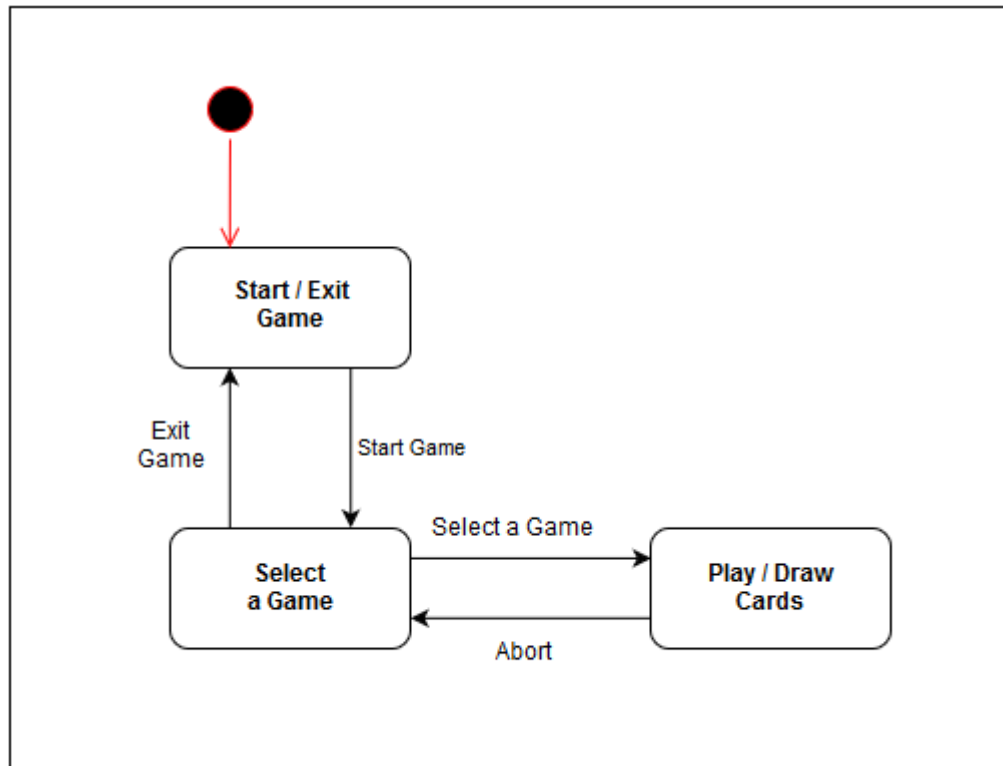 Start / Exit
Game
Exit
Game
Start Game
Select a Game
Select
a Game
Play / Draw
Cards
Abort